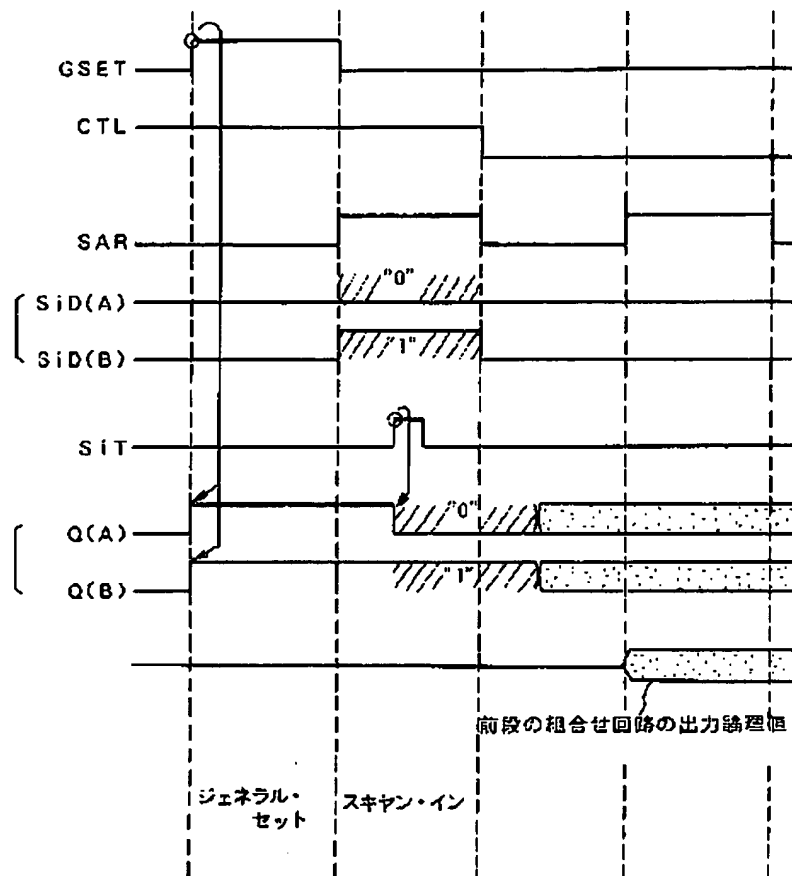 GSET
CTL
SAR
"0"
SiD(A)
"1"
SiD(B)
SiT
"0"
Q(A)
"1"
Q(B)
前段の組合せ回路の出力論理値
ジェネラル・
セット
スキャン・イン